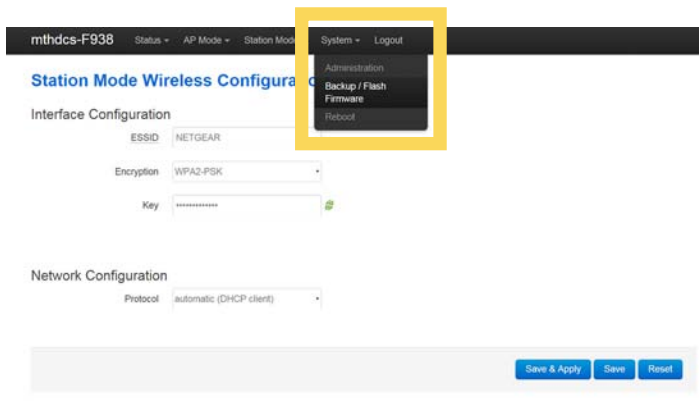 mthdcs-F938 Status AP Mode Station Mode System Logout
Administration
Backup / Flash
Firmware
Reboot
Station Mode Wireless Configura
Interface Configuration
ESSID NETGEAR
Encryption WPA2-PSK
Key •••••••••••••
Network Configuration
Protocol automatic (DHCP client)
Save & Apply Save Reset